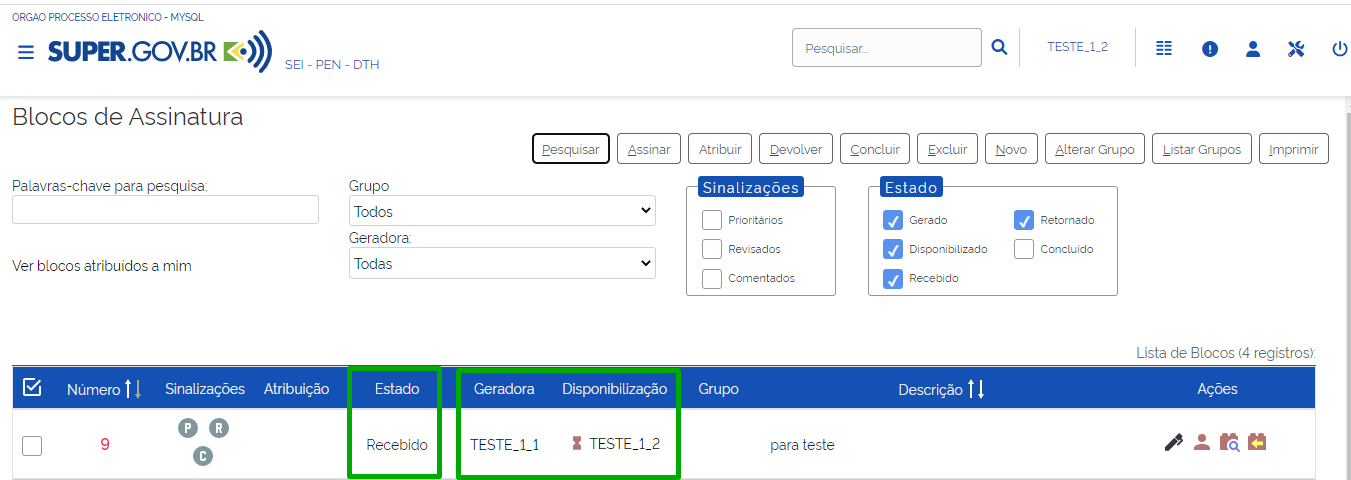 ORGAO PROCESSO ELETRONICO - MYSQL
SUPER.GOV.BR
SEI - PEN - DTH
Pesquisar...
TESTE_1_2
Blocos de Assinatura
Pesquisar Assinar Atribuir Devolver Concluir Excluir Novo Alterar Grupo Listar Grupos Imprimir
Palavras-chave para pesquisa:
Grupo
Todos
Geradora:
Todas
Ver blocos atribuídos a mim
Sinalizações
Prioritários
Revisados
Comentados
Estado
Gerado Retornado
Disponibilizado Concluído
Recebido
Lista de Blocos (4 registros):
Número Sinalizações Atribuição Estado Geradora Disponibilização Grupo Descrição Ações
P R
9 Recebido TESTE_1_1 TESTE_1_2 para teste
C